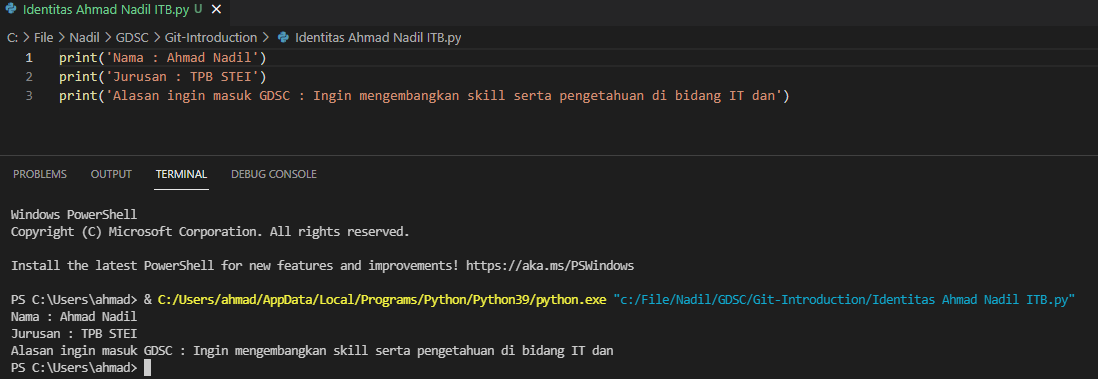 Identitas Ahmad Nadil ITB.py U ×
C: > File > Nadil > GDSC > Git-Introduction > Identitas Ahmad Nadil ITB.py
1 print('Nama : Ahmad Nadil')
2 print('Jurusan : TPB STEI')
3 print('Alasan ingin masuk GDSC : Ingin mengembangkan skill serta pengetahuan di bidang IT dan')
PROBLEMS OUTPUT TERMINAL DEBUG CONSOLE
Windows PowerShell
Copyright (C) Microsoft Corporation. All rights reserved.
Install the latest PowerShell for new features and improvements! https://aka.ms/PSWindows
PS C:\Users\ahmad> & C:/Users/ahmad/AppData/Local/Programs/Python/Python39/python.exe "c:/File/Nadil/GDSC/Git-Introduction/Identitas Ahmad Nadil ITB.py"
Nama : Ahmad Nadil
Jurusan : TPB STEI
Alasan ingin masuk GDSC : Ingin mengembangkan skill serta pengetahuan di bidang IT dan
PS C:\Users\ahmad>